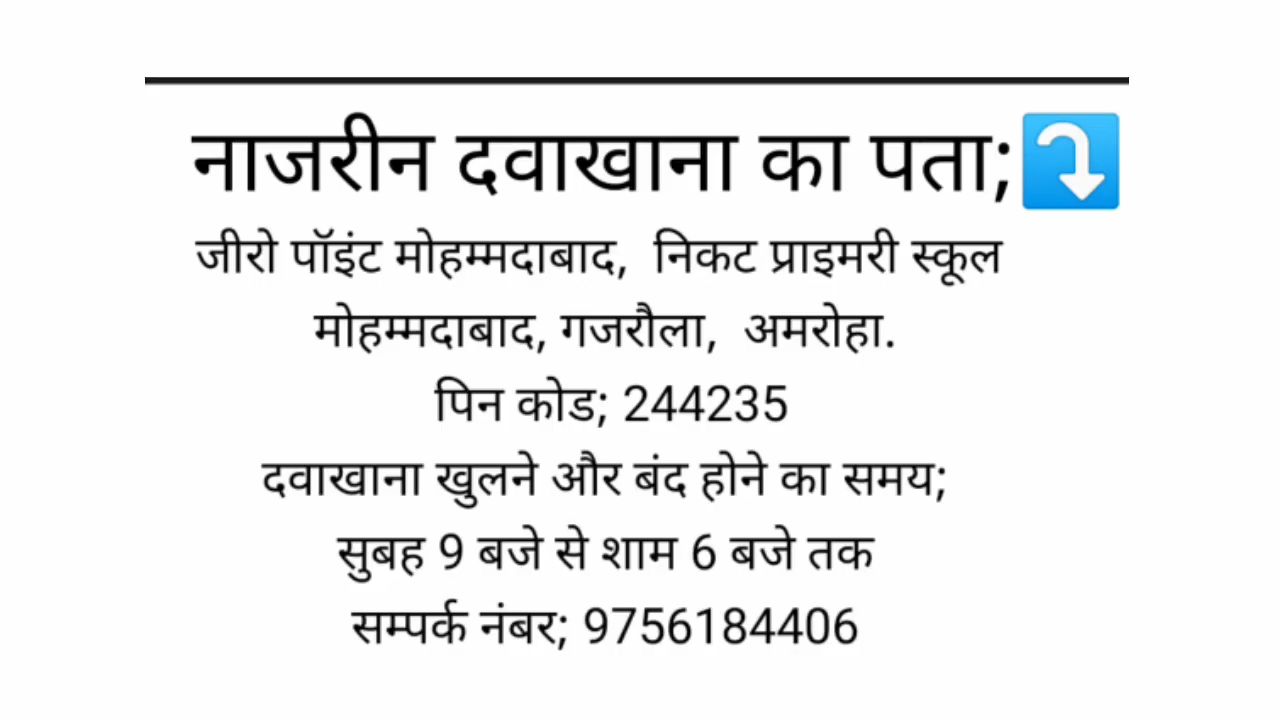 नाजरीन दवाखाना का पता;⤵️
जीरो पॉइंट मोहम्मदाबाद, निकट प्राइमरी स्कूल
मोहम्मदाबाद, गजरौला, अमरोहा.
पिन कोड; 244235
दवाखाना खुलने और बंद होने का समय;
सुबह 9 बजे से शाम 6 बजे तक
सम्पर्क नंबर; 9756184406